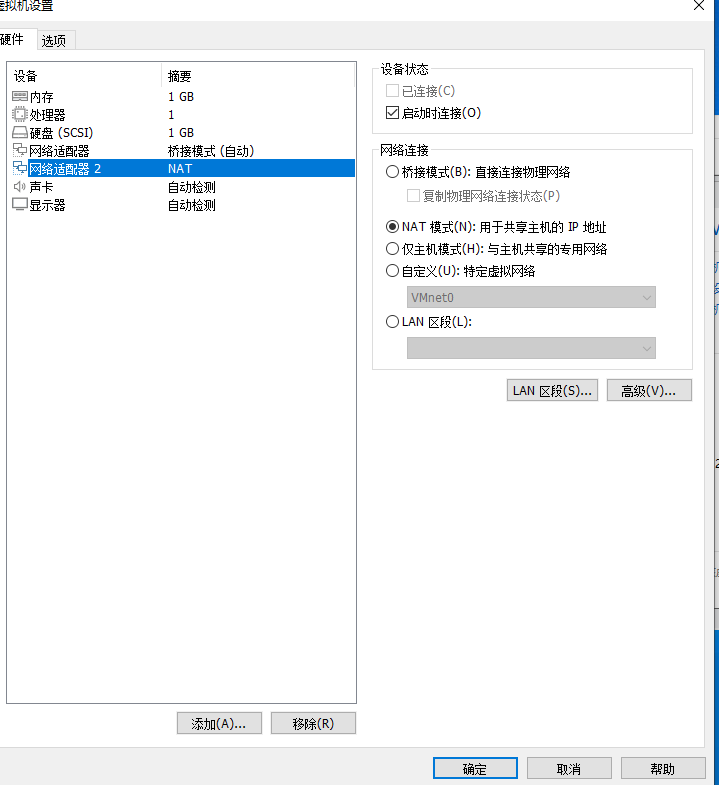 虚拟机设置
硬件 选项
设备 摘要
内存 1 GB
处理器 1
硬盘 (SCSI) 1 GB
网络适配器 桥接模式 (自动)
网络适配器 2 NAT
声卡 自动检测
显示器 自动检测
添加(A)... 移除(R)
设备状态
已连接(C)
启动时连接(O)
网络连接
桥接模式(B): 直接连接物理网络
复制物理网络连接状态(P)
NAT 模式(N): 用于共享主机的 IP 地址
仅主机模式(H): 与主机共享的专用网络
自定义(U): 特定虚拟网络
VMnet0
LAN 区段(L):
LAN 区段(S)... 高级(V)...
确定 取消 帮助